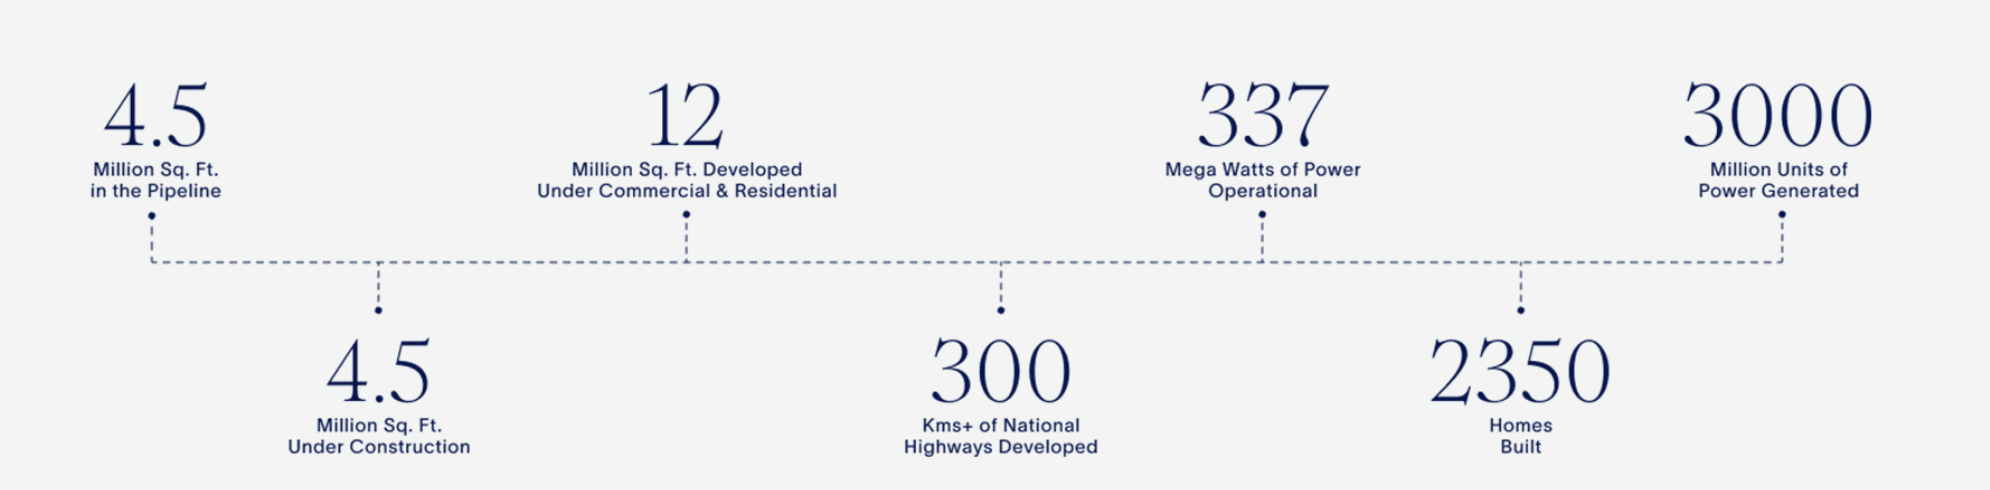 4.5
Million Sq. Ft.
in the Pipeline
12
Million Sq. Ft. Developed
Under Commercial & Residential
337
Mega Watts of Power
Operational
3000
Million Units of
Power Generated
4.5
Million Sq. Ft.
Under Construction
300
Kms+ of National
Highways Developed
2350
Homes
Built